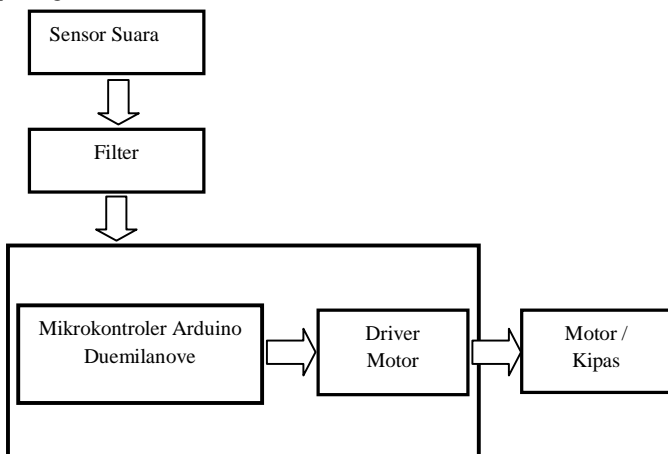 Sensor Suara
Filter
Mikrokontroler Arduino
Duemilanove
Driver
Motor
Motor /
Kipas